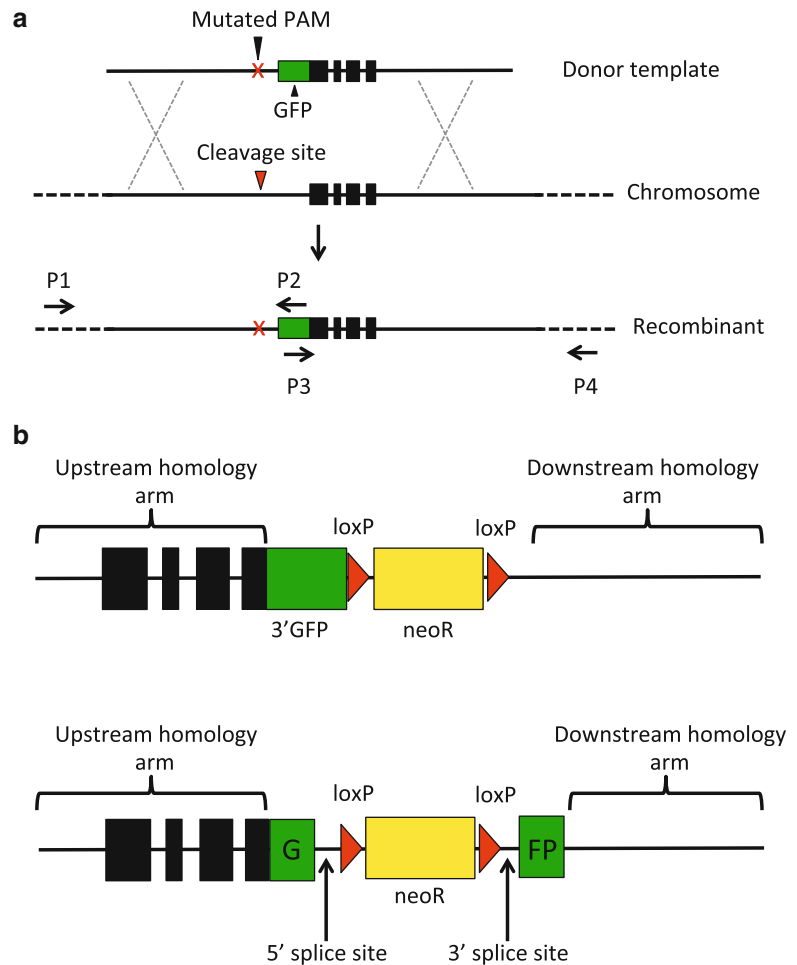 a
Mutated PAM
X
Donor template
GFP
Cleavage site
Chromosome
P1
P2
X
Recombinant
P3
P4
b
Upstream homology
arm
Downstream homology
arm
loxP
loxP
3’GFP
neoR
Upstream homology
arm
Downstream homology
arm
loxP
loxP
G
FP
neoR
5’ splice site
3’ splice site